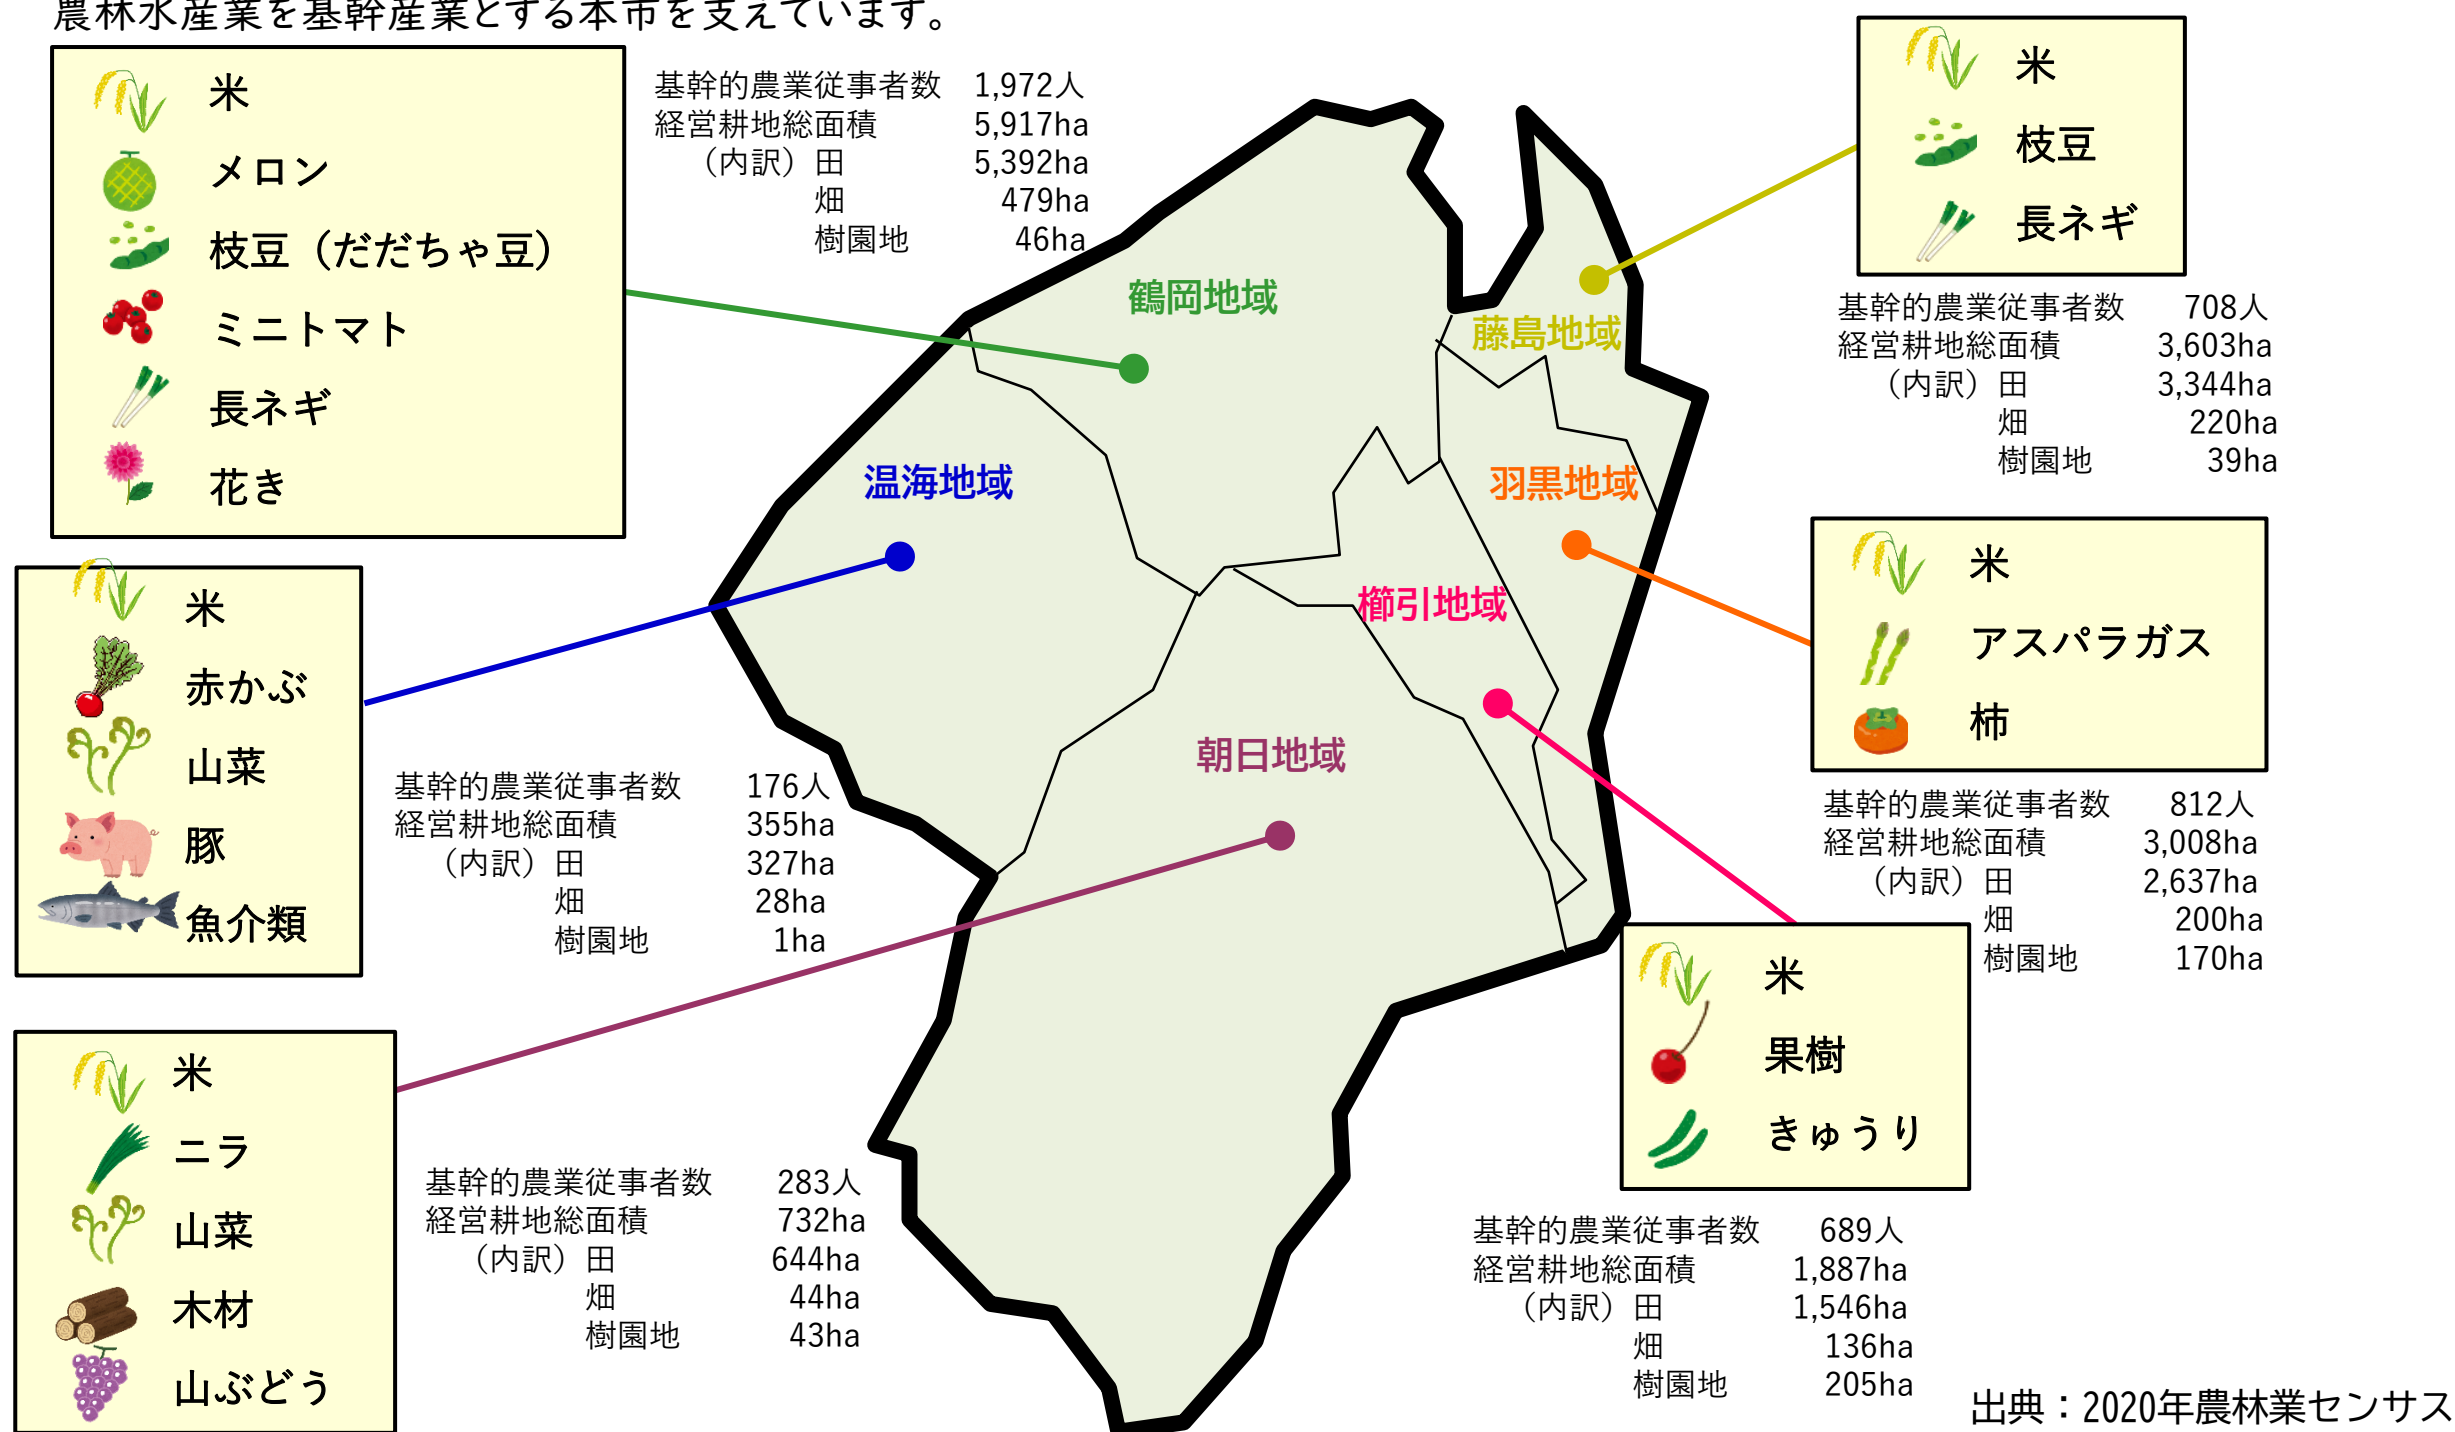 農林水産業を基幹産業とする本市を支えています。
米
メロン
枝豆（だだちゃ豆）
ミニトマト
長ネギ
花き
基幹的農業従事者数 1,972人
経営耕地総面積 5,917ha
（内訳）田 5,392ha
畑 479ha
樹園地 46ha
米
枝豆
長ネギ
基幹的農業従事者数 708人
経営耕地総面積 3,603ha
（内訳）田 3,344ha
畑 220ha
樹園地 39ha
鶴岡地域
藤島地域
温海地域
羽黒地域
櫛引地域
朝日地域
米
赤かぶ
山菜
豚
魚介類
基幹的農業従事者数 176人
経営耕地総面積 355ha
（内訳）田 327ha
畑 28ha
樹園地 1ha
米
アスパラガス
柿
基幹的農業従事者数 812人
経営耕地総面積 3,008ha
（内訳）田 2,637ha
畑 200ha
樹園地 170ha
米
ニラ
山菜
木材
山ぶどう
基幹的農業従事者数 283人
経営耕地総面積 732ha
（内訳）田 644ha
畑 44ha
樹園地 43ha
米
果樹
きゅうり
基幹的農業従事者数 689人
経営耕地総面積 1,887ha
（内訳）田 1,546ha
畑 136ha
樹園地 205ha
出典：2020年農林業センサス